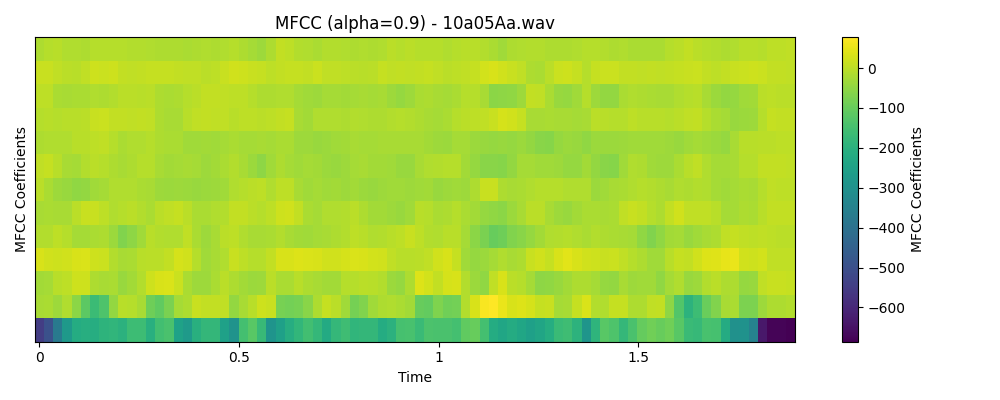 MFCC (alpha=0.9) - 10a05Aa.wav
MFCC Coefficients
0
0.5
1
1.5
Time
0
−100
−200
−300
−400
−500
−600
MFCC Coefficients